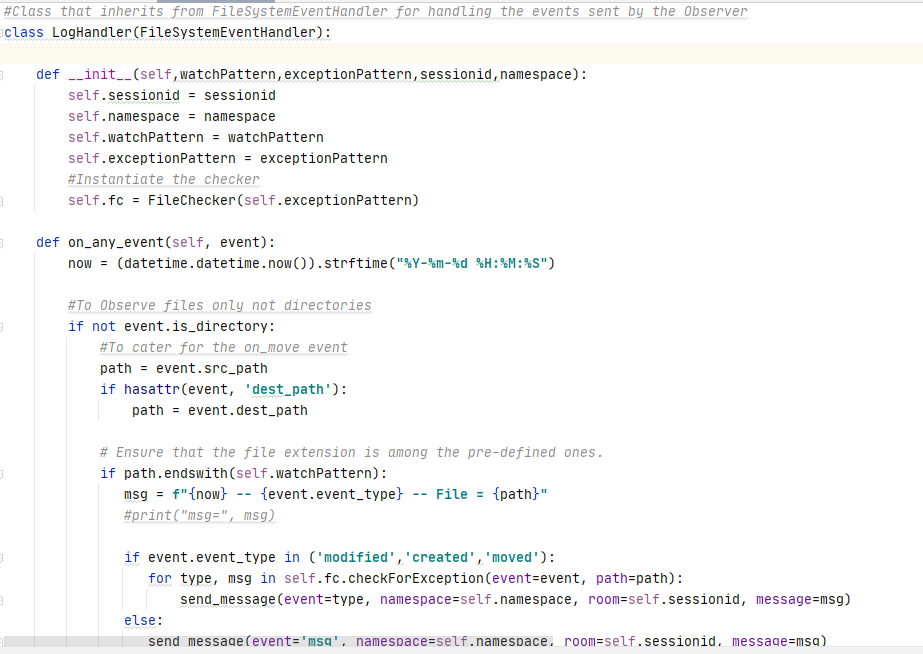 #Class that inherits from FileSystemEventHandler for handling the events sent by the Observer
class LogHandler(FileSystemEventHandler):

    def __init__(self,watchPattern,exceptionPattern,sessionid,namespace):
        self.sessionid = sessionid
        self.namespace = namespace
        self.watchPattern = watchPattern
        self.exceptionPattern = exceptionPattern
        #Instantiate the checker
        self.fc = FileChecker(self.exceptionPattern)

    def on_any_event(self, event):
        now = (datetime.datetime.now()).strftime("%Y-%m-%d %H:%M:%S")

        #To Observe files only not directories
        if not event.is_directory:
            #To cater for the on_move event
            path = event.src_path
            if hasattr(event, 'dest_path'):
                path = event.dest_path

            # Ensure that the file extension is among the pre-defined ones.
            if path.endswith(self.watchPattern):
               msg = f"{now} -- {event.event_type} -- File = {path}"
               #print("msg=", msg)

               if event.event_type in ('modified','created','moved'):
                  for type, msg in self.fc.checkForException(event=event, path=path):
                      send_message(event=type, namespace=self.namespace, room=self.sessionid, message=msg)
               else:
                  send_message(event='msg', namespace=self.namespace, room=self.sessionid, message=msg)